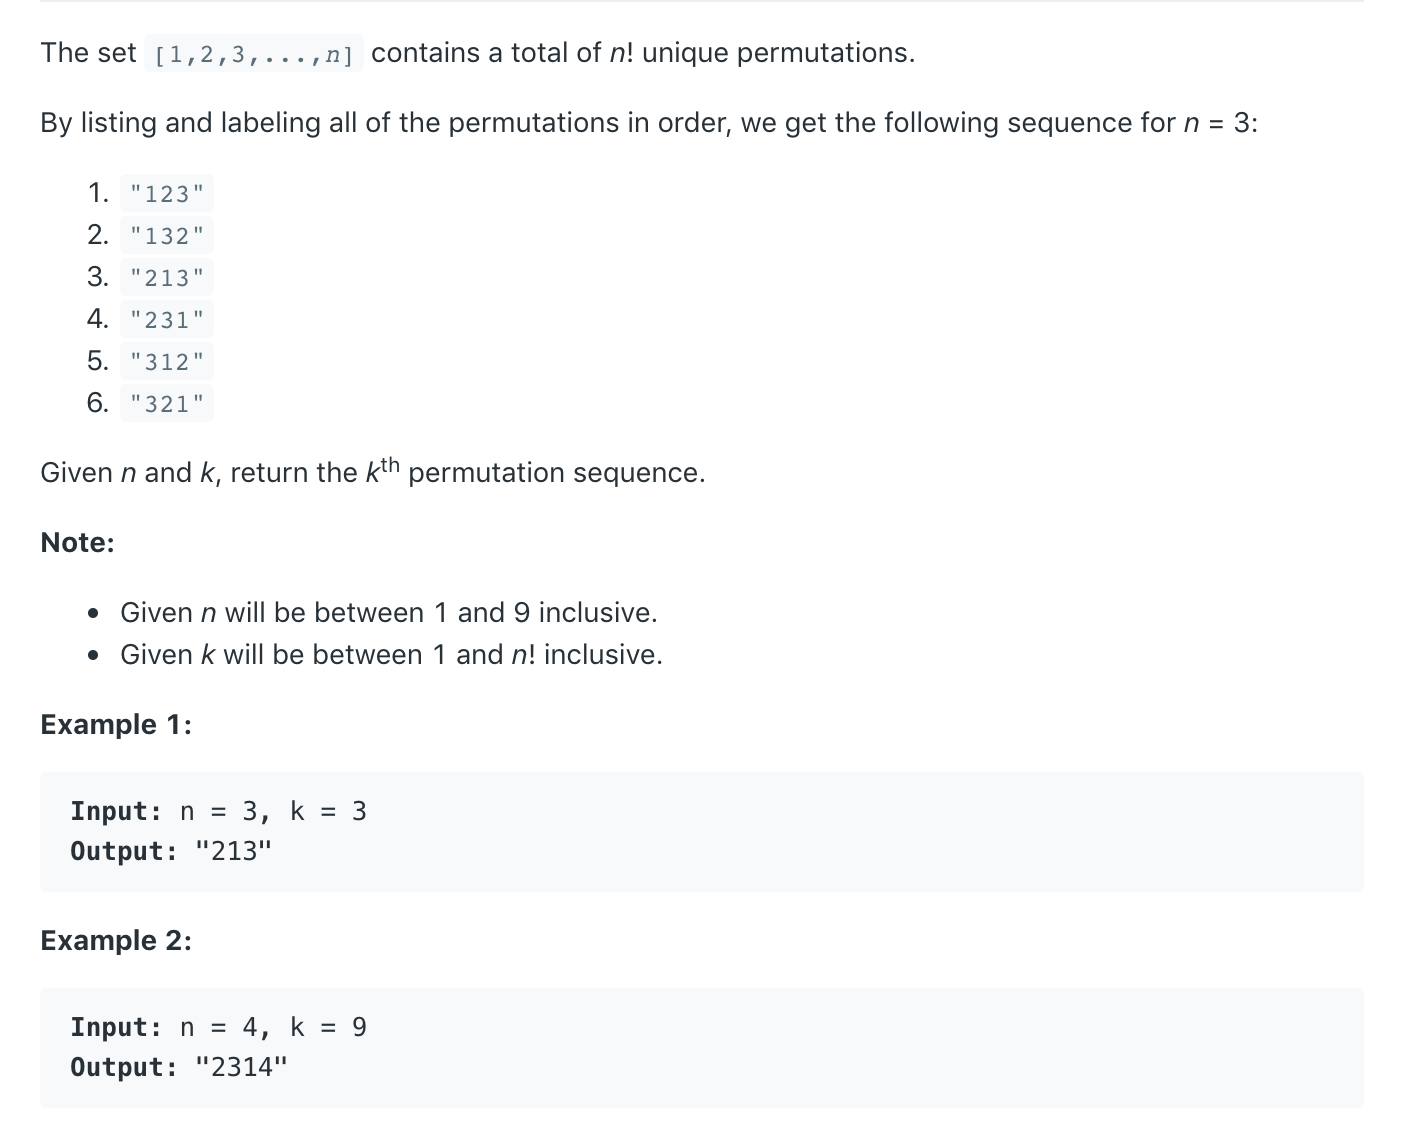 The set [1,2,3,...,n] contains a total of n! unique permutations.
By listing and labeling all of the permutations in order, we get the following sequence for n = 3:
1. "123"
2. "132"
3. "213"
4. "231"
5. "312"
6. "321"
Given n and k, return the kth permutation sequence.
Note:
• Given n will be between 1 and 9 inclusive.
• Given k will be between 1 and n! inclusive.
Example 1:
Input: n = 3, k = 3
Output: "213"
Example 2:
Input: n = 4, k = 9
Output: "2314"